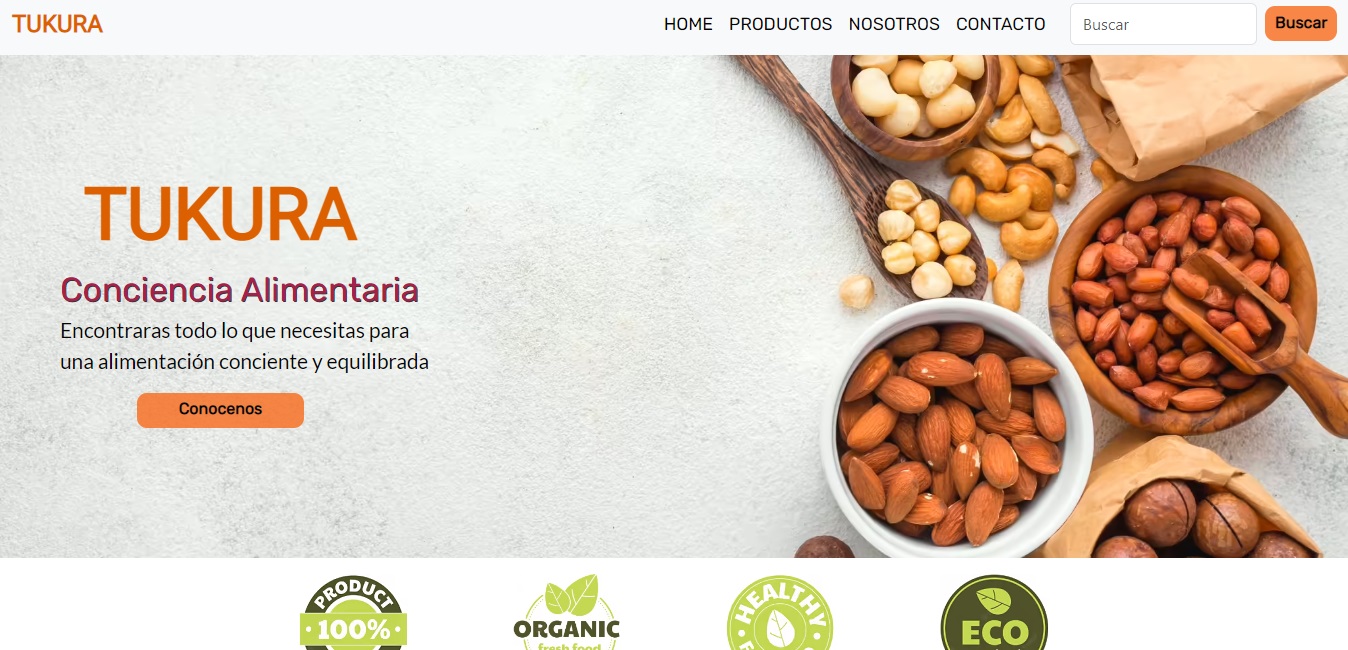 TUKURA
HOME PRODUCTOS NOSOTROS CONTACTO Buscar Buscar
TUKURA
Conciencia Alimentaria
Encontraras todo lo que necesitas para
una alimentación conciente y equilibrada
Conocenos
PRODUCT
100%
ORGANIC
fresh food
HEALTHY
ECO